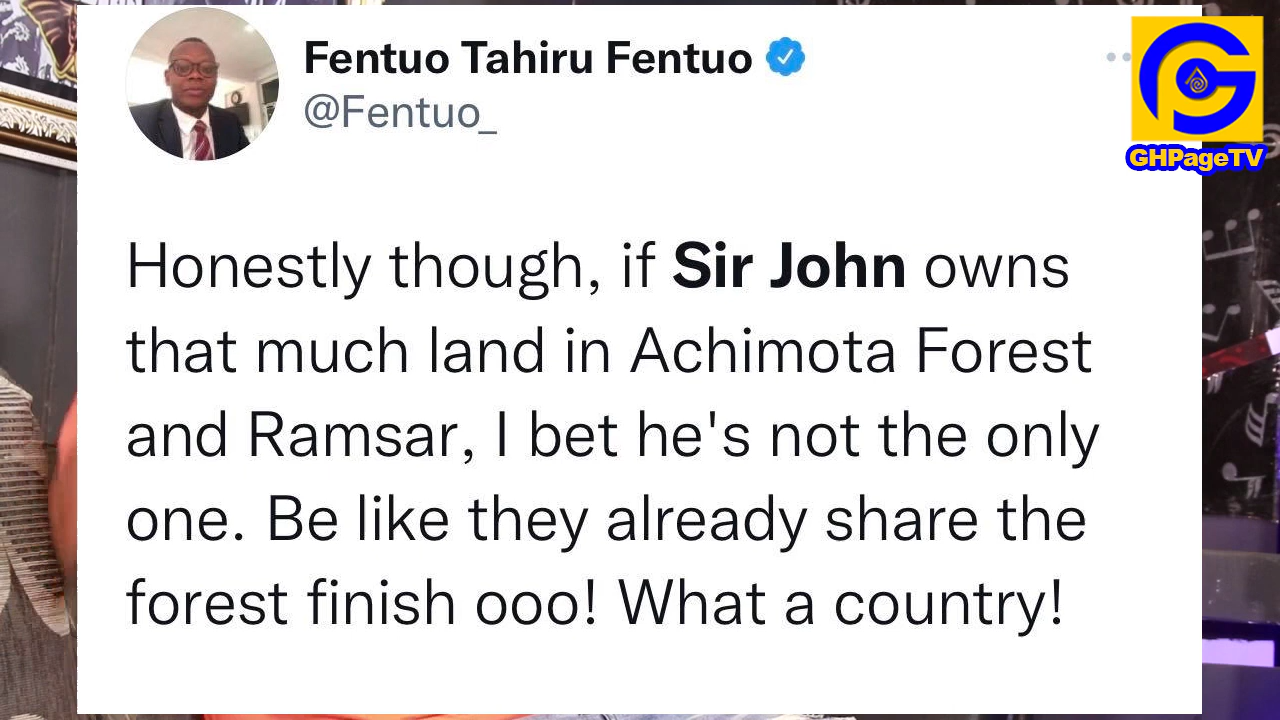 Fentuo Tahiru Fentuo
@Fentuo_
GHPageTV
Honestly though, if Sir John owns
that much land in Achimota Forest
and Ramsar, I bet he's not the only
one. Be like they already share the
forest finish ooo! What a country!